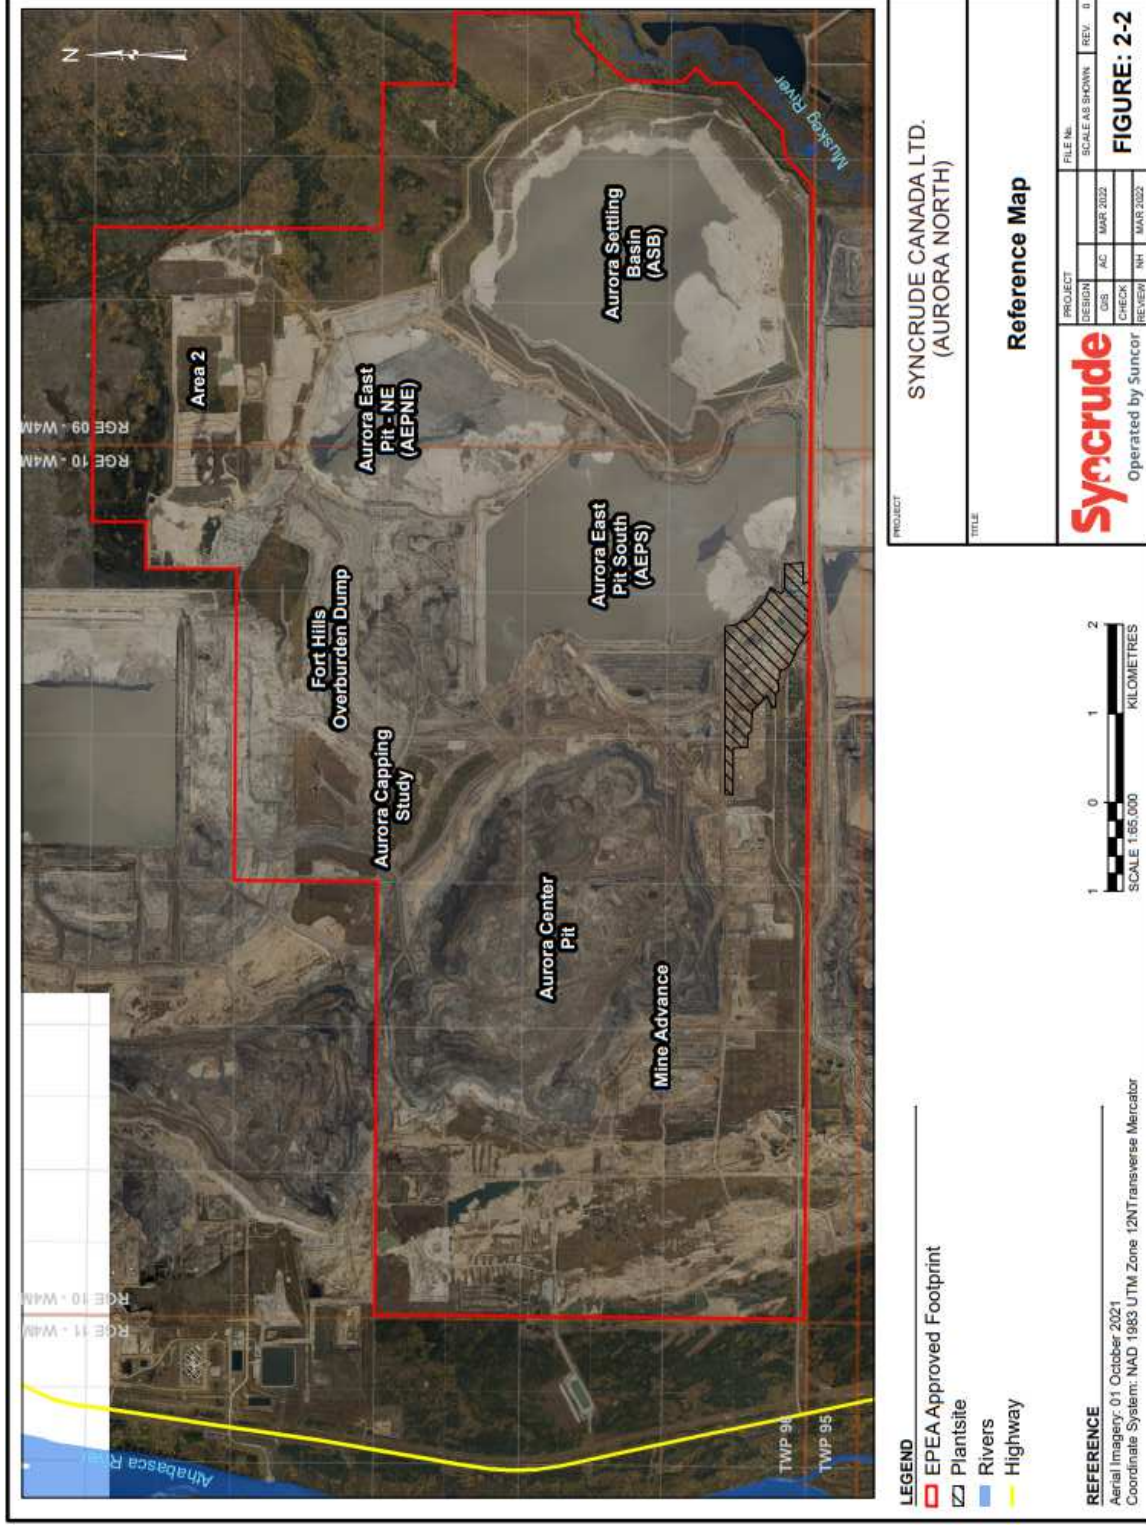 N
RGE 11 - W4M
RGE 10 - W4M
RGE 10 - W4M
RGE 09 - W4M
Athabasca River
Area 2
Fort Hills
Overburden Dump
Aurora East
Pit - NE
(AEPNE)
Aurora Capping
Study
Aurora Center
Pit
Aurora East
Pit South
(AEPS)
Aurora Settling
Basin
(ASB)
Mine Advance
Muskeg River
TWP 96
TWP 95
LEGEND
EPEA Approved Footprint
Plantsite
Rivers
Highway
REFERENCE
Aerial Imagery: 01 October 2021
Coordinate System: NAD 1983 UTM Zone 12NTransverse Mercator
1 0 1 2
SCALE 1:65,000 KILOMETRES
PROJECT
SYNCRUDE CANADA LTD.
(AURORA NORTH)
TITLE
Reference Map
Syncrude
Operated by Suncor
PROJECT FILE No.
DESIGN SCALE AS SHOWN REV. 0
GIS AC MAR 2022
CHECK
REVIEW NH MAR 2022
FIGURE: 2-2